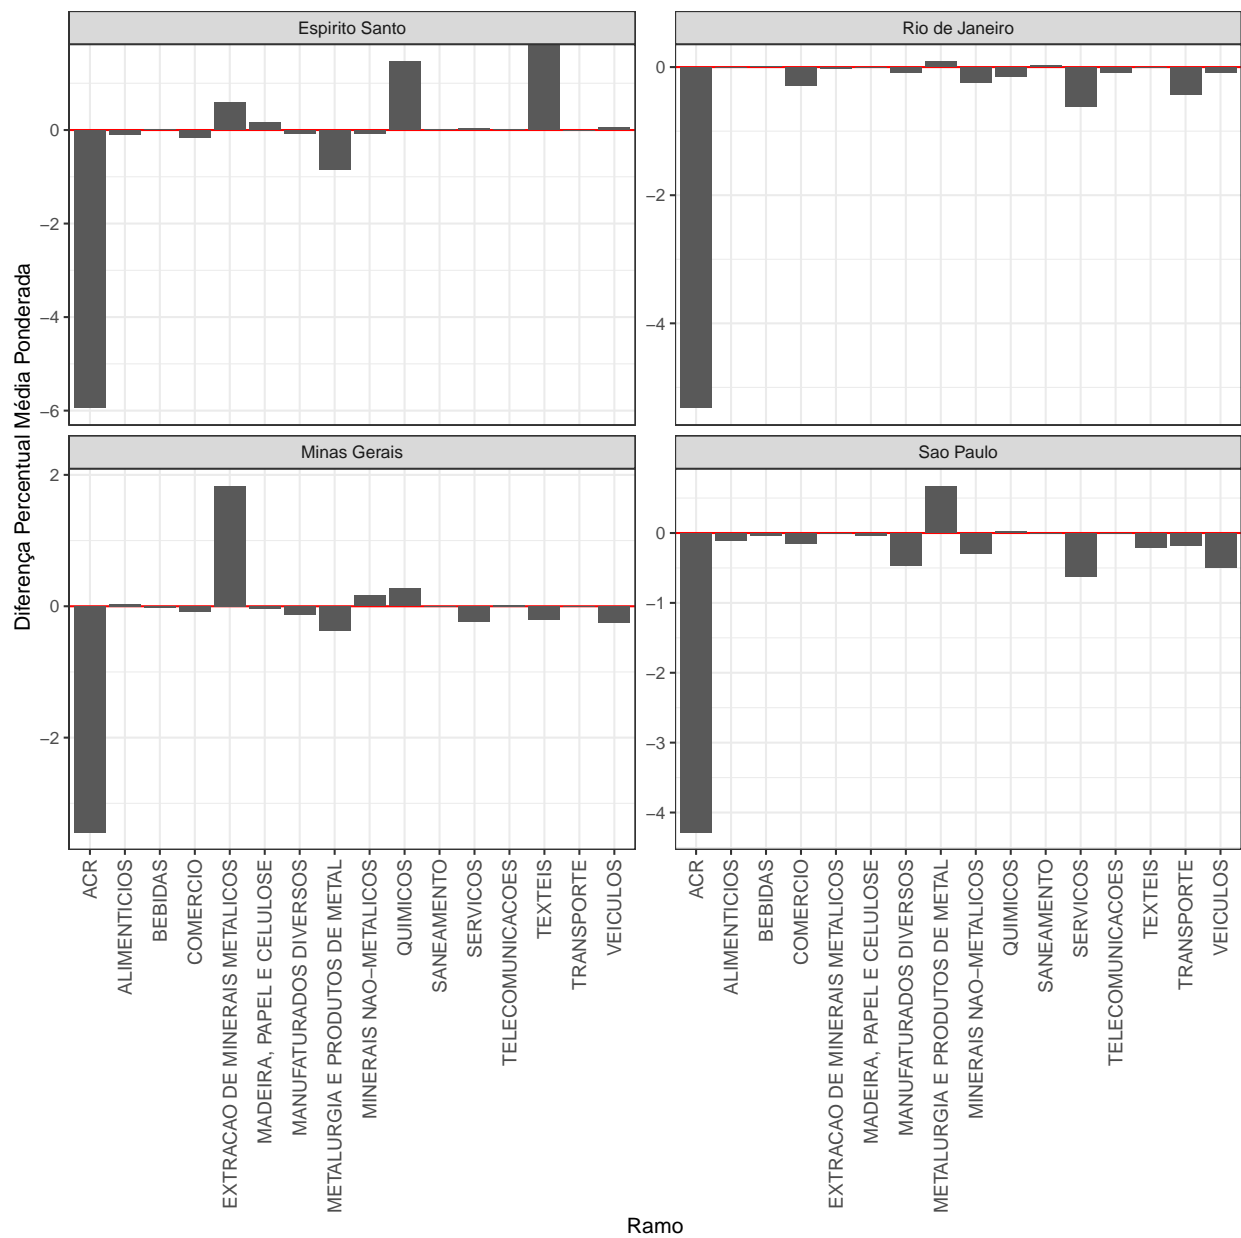 Espirito Santo
Rio de Janeiro
0
−2
−4
−6
0
−2
−4
Minas Gerais
Sao Paulo
2
0
−2
0
−1
−2
−3
−4
Diferença Percentual Média Ponderada
ACR
ALIMENTICIOS
BEBIDAS
COMERCIO
EXTRACAO DE MINERAIS METALICOS
MADEIRA, PAPEL E CELULOSE
MANUFATURADOS DIVERSOS
METALURGIA E PRODUTOS DE METAL
MINERAIS NAO−METALICOS
QUIMICOS
SANEAMENTO
SERVICOS
TELECOMUNICACOES
TEXTEIS
TRANSPORTE
VEICULOS
ACR
ALIMENTICIOS
BEBIDAS
COMERCIO
EXTRACAO DE MINERAIS METALICOS
MADEIRA, PAPEL E CELULOSE
MANUFATURADOS DIVERSOS
METALURGIA E PRODUTOS DE METAL
MINERAIS NAO−METALICOS
QUIMICOS
SANEAMENTO
SERVICOS
TELECOMUNICACOES
TEXTEIS
TRANSPORTE
VEICULOS
Ramo